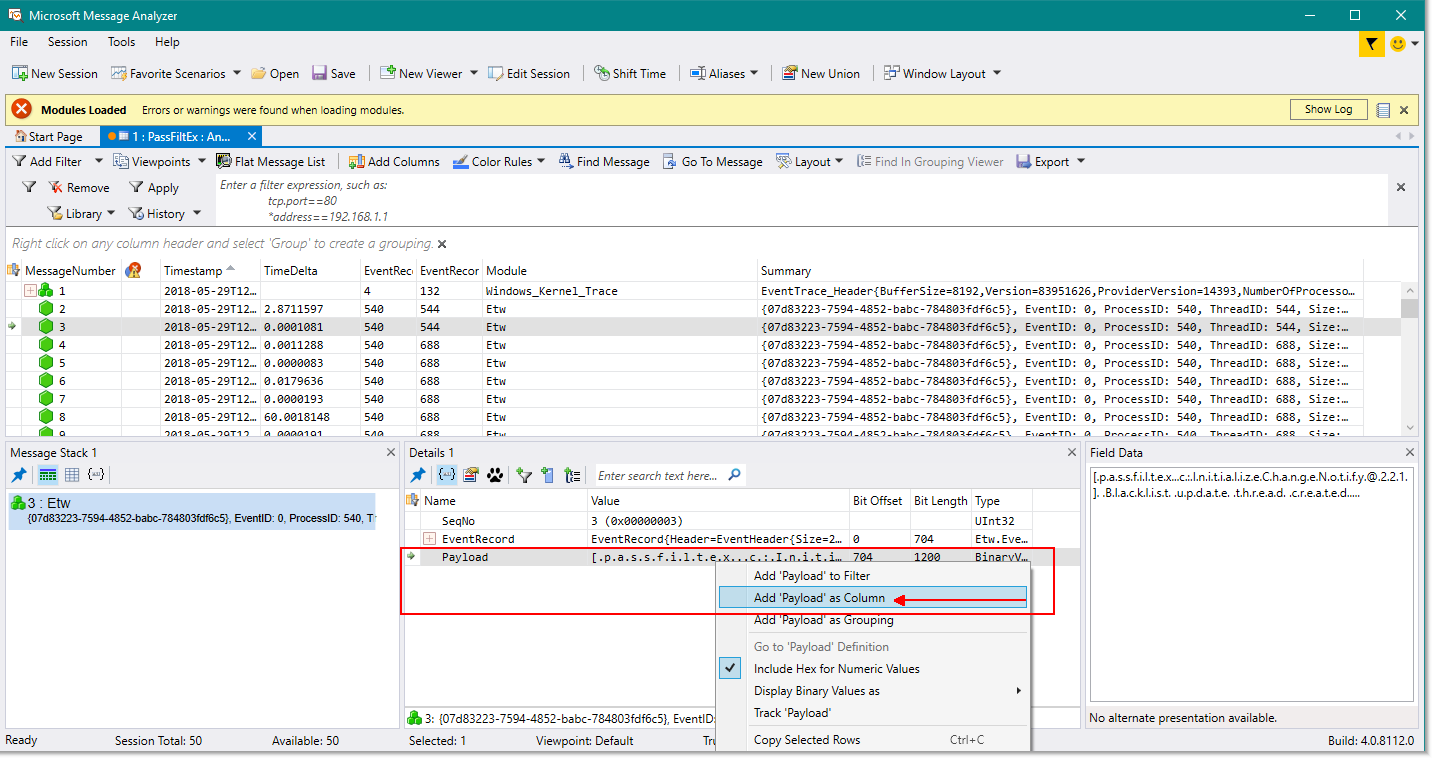 Microsoft Message Analyzer
File Session Tools Help
New Session Favorite Scenarios Open Save New Viewer Edit Session Shift Time Aliases New Union Window Layout
Modules Loaded Errors or warnings were found when loading modules. Show Log
Start Page 1 : PassFiltEx : An...
Add Filter Viewpoints Flat Message List Add Columns Color Rules Find Message Go To Message Layout Find In Grouping Viewer Export
Remove Apply
Library History
Enter a filter expression, such as:
tcp.port==80
*address==192.168.1.1
Right click on any column header and select 'Group' to create a grouping.
MessageNumber Timestamp TimeDelta EventRec EventRecor Module Summary
1 2018-05-29T12... 4 132 Windows_Kernel_Trace EventTrace_Header{BufferSize=8192,Version=83951626,ProviderVersion=14393,NumberOfProcesso...
2 2018-05-29T12... 2.8711597 540 544 Etw {07d83223-7594-4852-babc-784803fdf6c5}, EventID: 0, ProcessID: 540, ThreadID: 544, Size:...
3 2018-05-29T12... 0.0001081 540 544 Etw {07d83223-7594-4852-babc-784803fdf6c5}, EventID: 0, ProcessID: 540, ThreadID: 544, Size:...
4 2018-05-29T12... 0.0011288 540 688 Etw {07d83223-7594-4852-babc-784803fdf6c5}, EventID: 0, ProcessID: 540, ThreadID: 688, Size:...
5 2018-05-29T12... 0.0000083 540 688 Etw {07d83223-7594-4852-babc-784803fdf6c5}, EventID: 0, ProcessID: 540, ThreadID: 688, Size:...
6 2018-05-29T12... 0.0179636 540 688 Etw {07d83223-7594-4852-babc-784803fdf6c5}, EventID: 0, ProcessID: 540, ThreadID: 688, Size:...
7 2018-05-29T12... 0.0000193 540 688 Etw {07d83223-7594-4852-babc-784803fdf6c5}, EventID: 0, ProcessID: 540, ThreadID: 688, Size:...
8 2018-05-29T12... 60.0018148 540 688 Etw {07d83223-7594-4852-babc-784803fdf6c5}, EventID: 0, ProcessID: 540, ThreadID: 688, Size:...
9 2018-05-29T12... 0.0000191 540 688 Etw {07d83223-7594-4852-babc-784803fdf6c5}, EventID: 0, ProcessID: 540, ThreadID: 688, Size:...
Message Stack 1
3 : Etw
{07d83223-7594-4852-babc-784803fdf6c5}, EventID: 0, ProcessID: 540, T
Details 1
Enter search text here...
Name Value Bit Offset Bit Length Type
SeqNo 3 (0x00000003) UInt32
EventRecord EventRecord{Header=EventHeader{Size=2... 0 704 Etw.Eve...
Payload [.p.a.s.s.f.i.l.t.e.x...c.:.I.n.i.t.i... 704 1200 BinaryV...
Add 'Payload' to Filter
Add 'Payload' as Column
Add 'Payload' as Grouping
Go to 'Payload' Definition
Include Hex for Numeric Values
Display Binary Values as
Track 'Payload'
Copy Selected Rows Ctrl+C
3: {07d83223-7594-4852-babc-784803fdf6c5}, EventID:
Field Data
[.p.a.s.s.f.i.l.t.e.x...c.:.I.n.i.t.i.a.l.i.z.e.C.h.a.n.g.e.N.o.t.i.f.y.@.2.2.1.
]. .B.l.a.c.k.l.i.s.t. .u.p.d.a.t.e. .t.h.r.e.a.d. .c.r.e.a.t.e.d.....
No alternate presentation available.
Ready Session Total: 50 Available: 50 Selected: 1 Viewpoint: Default Tru Build: 4.0.8112.0